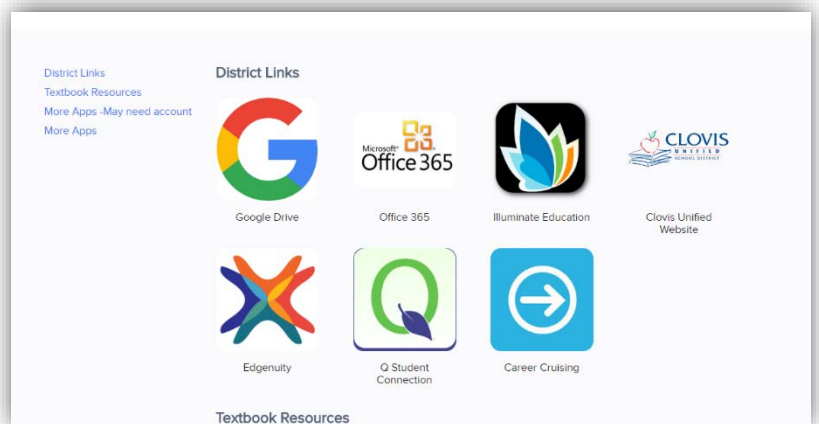 District Links
Textbook Resources
More Apps -May need account
More Apps
District Links
Microsoft
Office 365
CLOVIS
UNIFIED
SCHOOL DISTRICT
Google Drive
Office 365
Illuminate Education
Clovis Unified
Website
Edgenuity
Q Student
Connection
Career Cruising
Textbook Resources